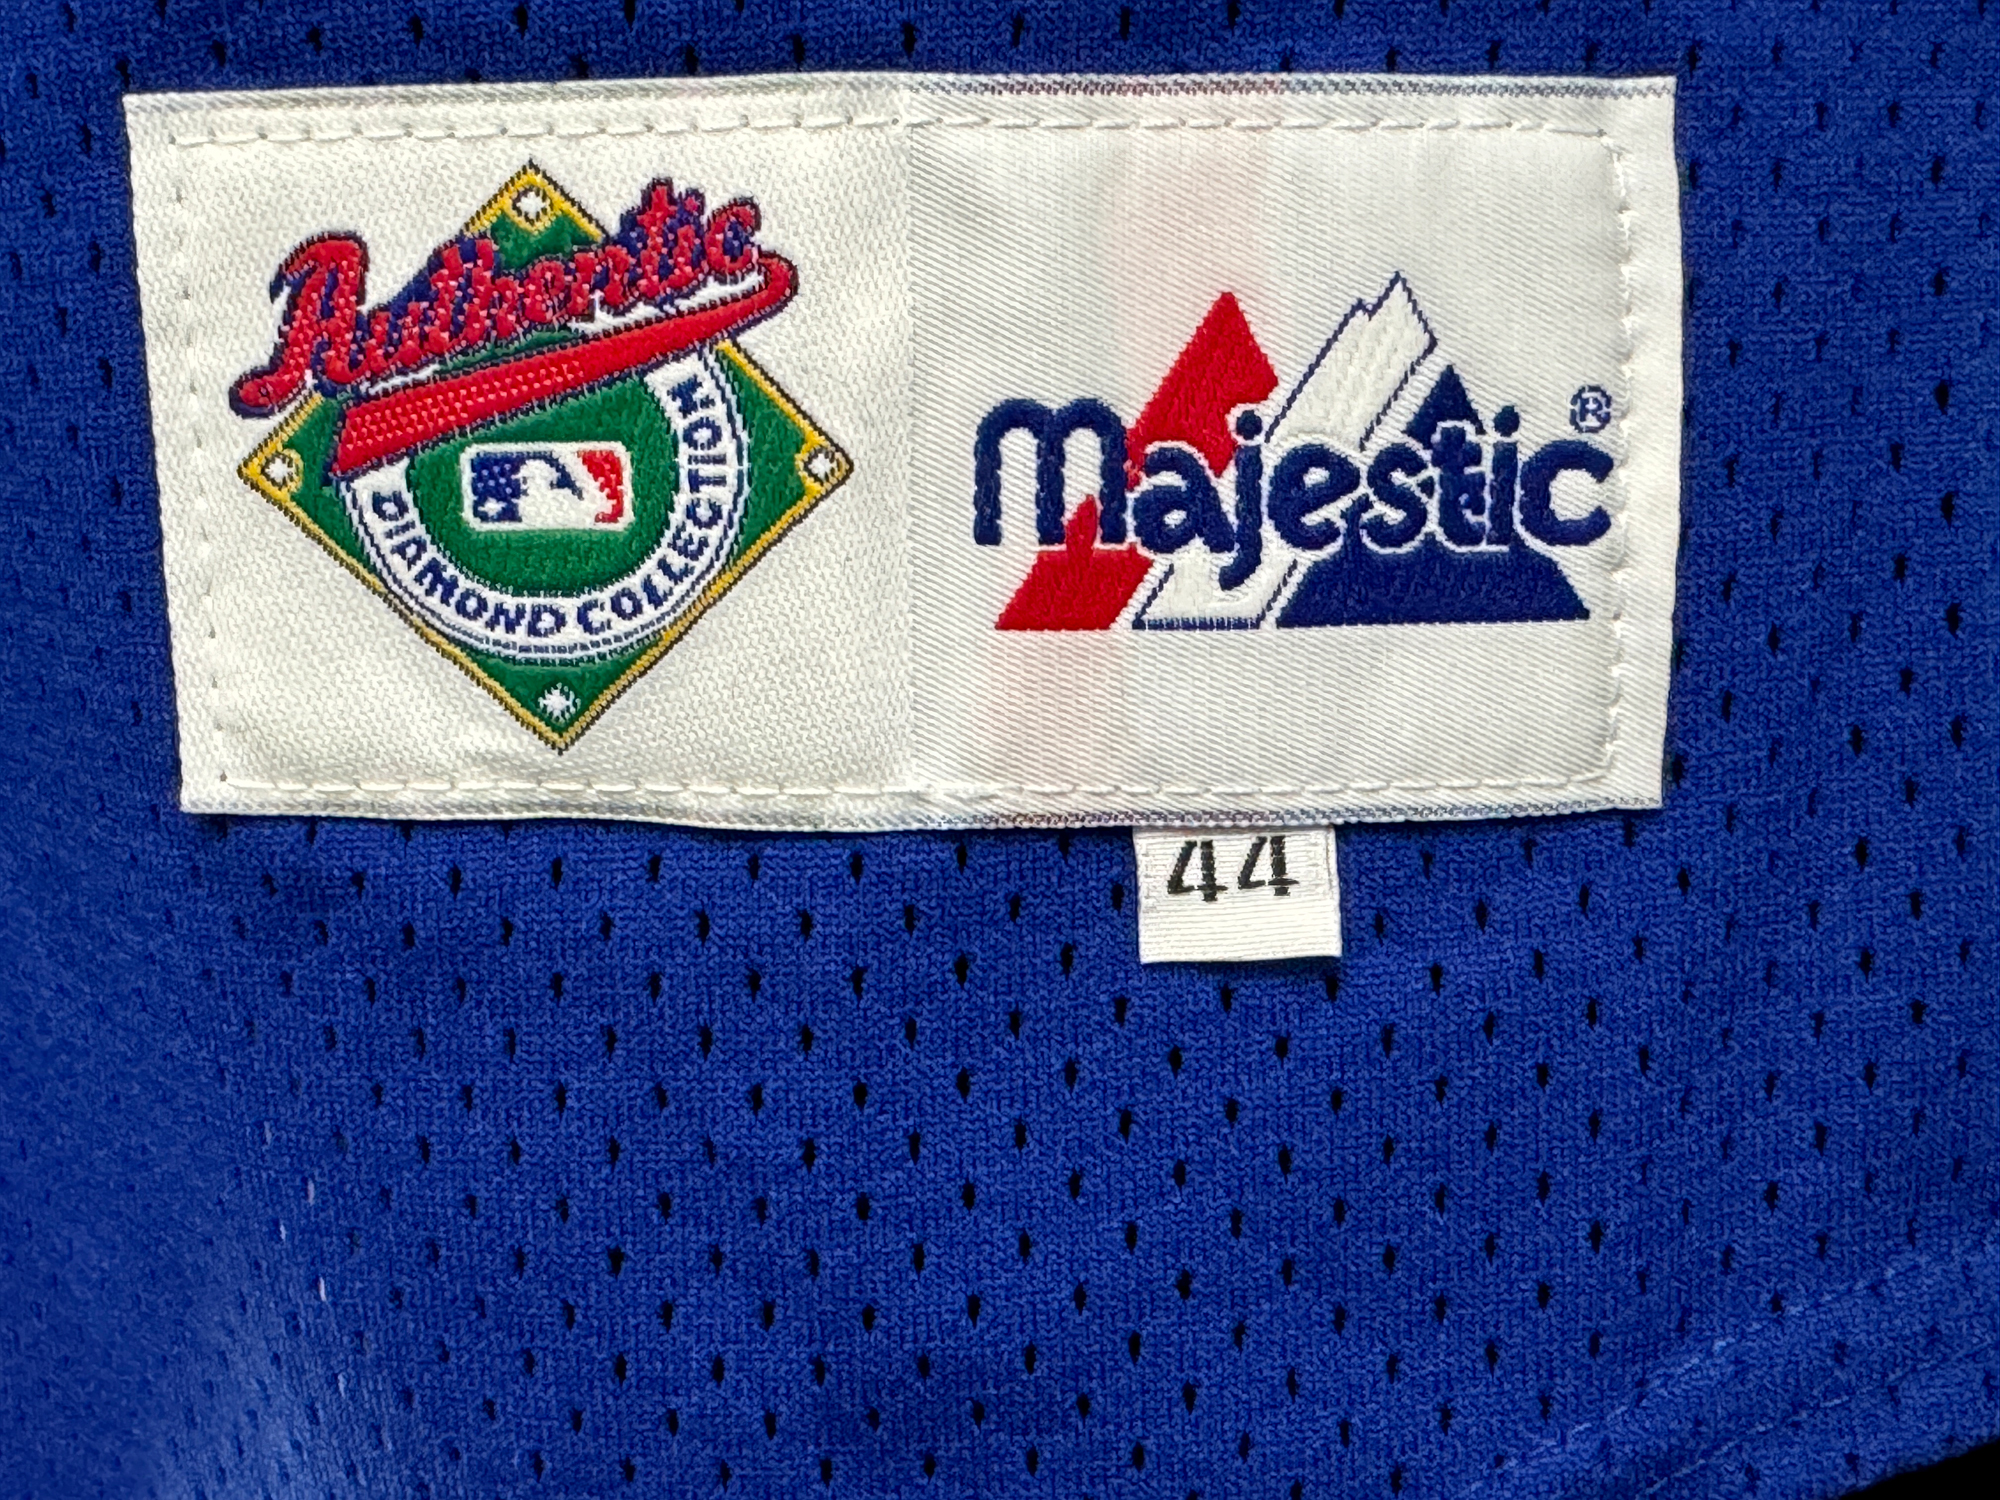 Authentic
DIAMOND COLLECTION
majestic®
44